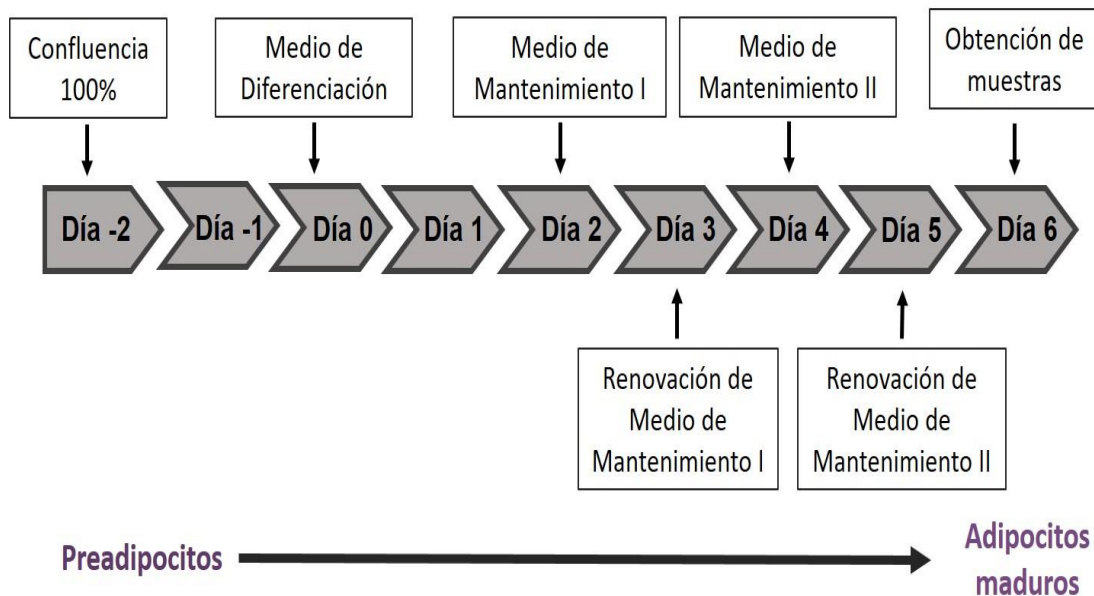 Confluencia
100%
Medio de
Diferenciación
Medio de
Mantenimiento I
Medio de
Mantenimiento II
Obtención de
muestras
Día -2
Día -1
Día 0
Día 1
Día 2
Día 3
Día 4
Día 5
Día 6
Renovación de
Medio de
Mantenimiento I
Renovación de
Medio de
Mantenimiento II
Preadipocitos
Adipocitos
maduros